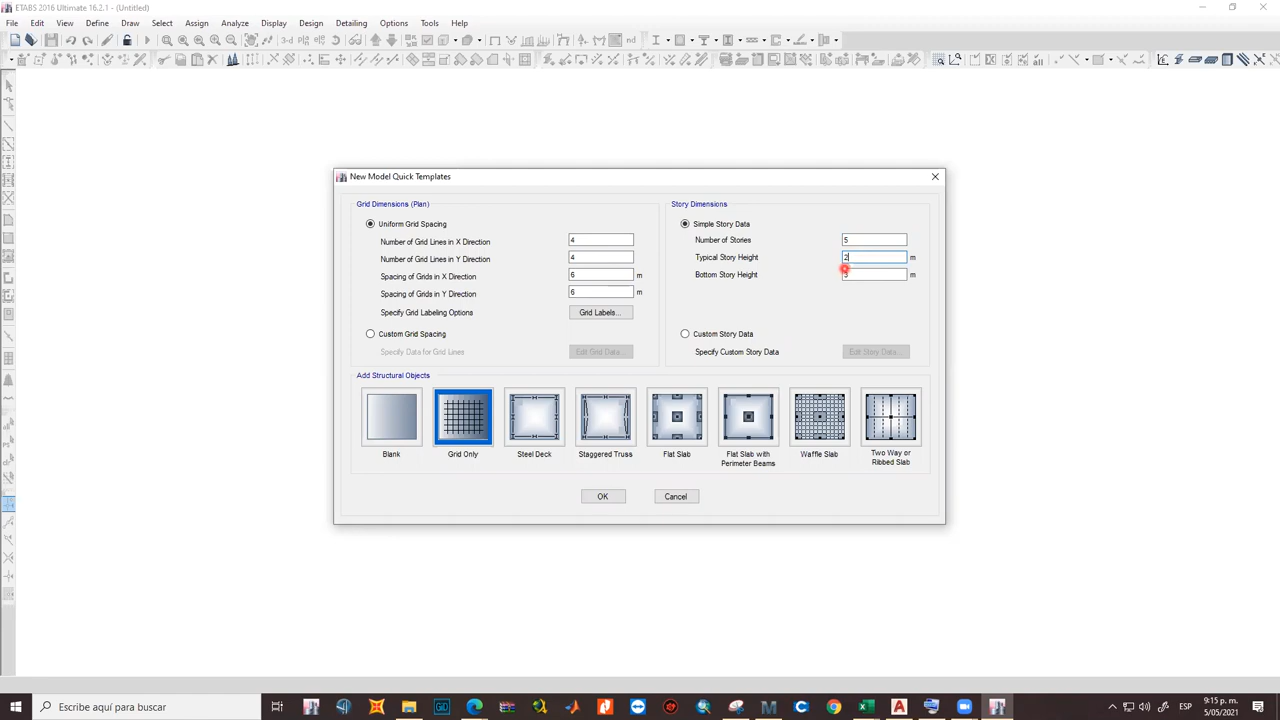 ETABS 2016 Ultimate 16.2.1 - (Untitled)
File Edit View Define Draw Select Assign Analyze Display Design Detailing Options Tools Help
3-d nd
New Model Quick Templates
Grid Dimensions (Plan)
Uniform Grid Spacing
Number of Grid Lines in X Direction 4
Number of Grid Lines in Y Direction 4
Spacing of Grids in X Direction 6 m
Spacing of Grids in Y Direction 6 m
Specify Grid Labeling Options Grid Labels...
Custom Grid Spacing
Specify Data for Grid Lines Edit Grid Data...
Story Dimensions
Simple Story Data
Number of Stories 5
Typical Story Height 2 m
Bottom Story Height 3 m
Custom Story Data
Specify Custom Story Data Edit Story Data...
Add Structural Objects
Blank
Grid Only
Steel Deck
Staggered Truss
Flat Slab
Flat Slab with
Perimeter Beams
Waffle Slab
Two Way or
Ribbed Slab
OK Cancel
Escribe aquí para buscar
ESP
9:15 p. m.
5/05/2021